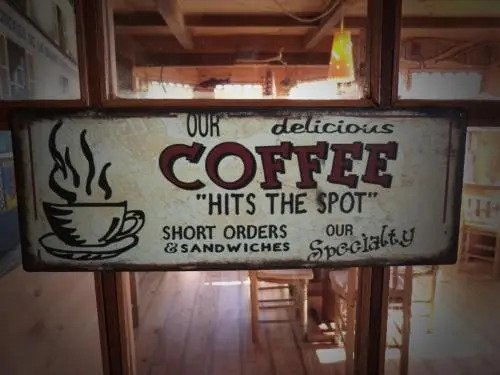 OUR delicious
COFFEE
"HITS THE SPOT"
SHORT ORDERS OUR
& SANDWICHES Specialty